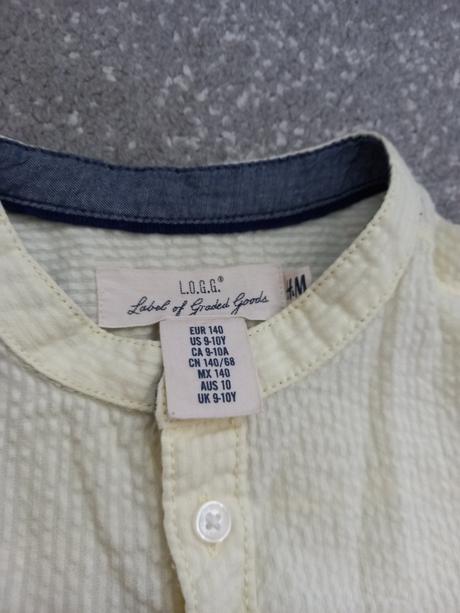 L.O.G.G.®
Label of Graded Goods
H&M
EUR 140
US 9-10Y
CA 9-10A
CN 140/68
MX 140
AUS 10
UK 9-10Y